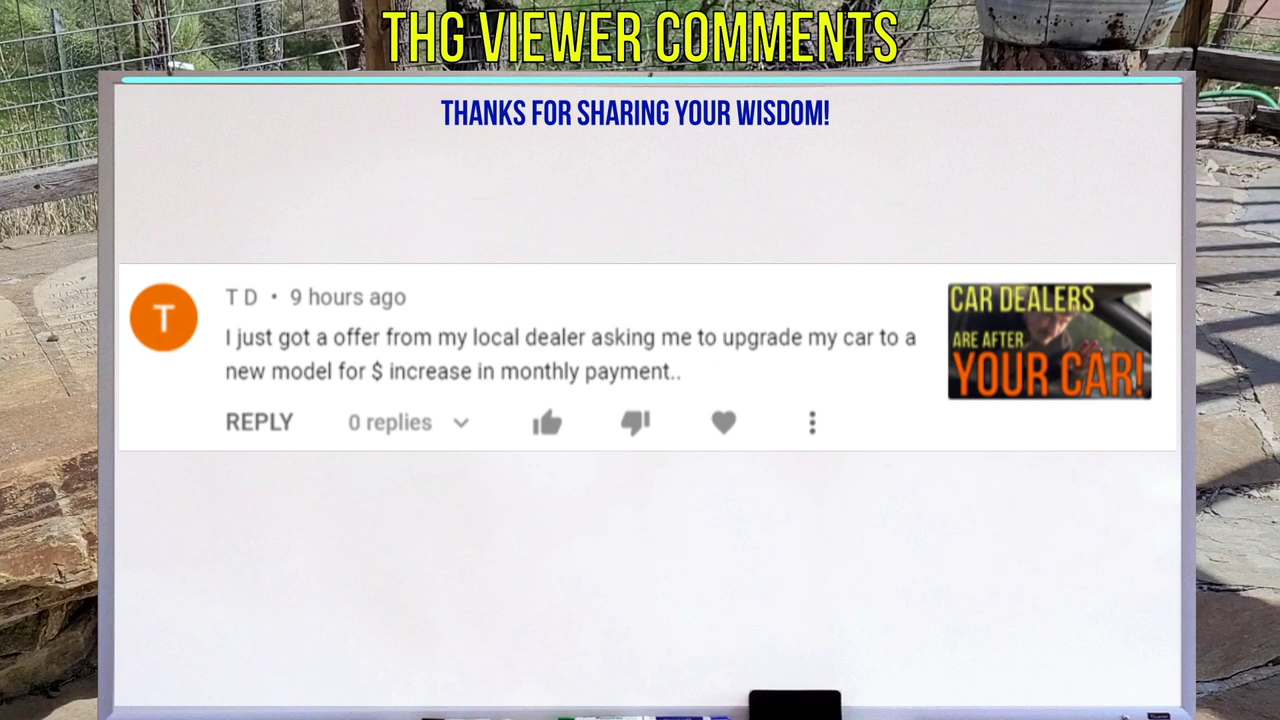 THG VIEWER COMMENTS
THANKS FOR SHARING YOUR WISDOM!
T
T D • 9 hours ago
I just got a offer from my local dealer asking me to upgrade my car to a
new model for $ increase in monthly payment..
REPLY 0 replies
CAR DEALERS
ARE AFTER
YOUR CAR!